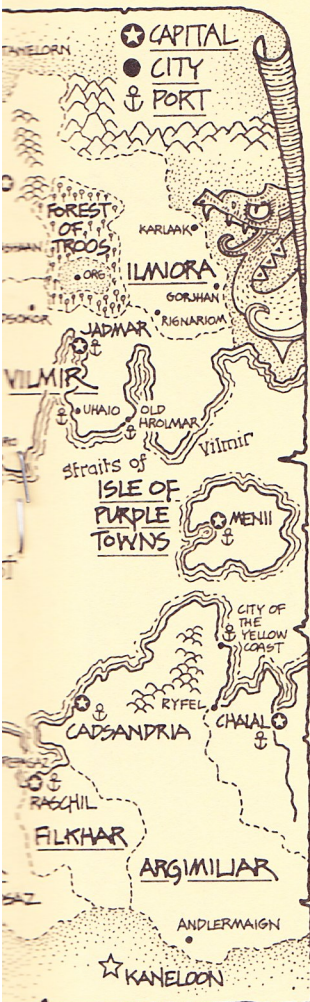 CAPITAL
CITY
PORT
TANELORN
FOREST
OF
TROOS
ORG
KARLAAK
ILMIORA
GORJHAN
RIGNARIOM
JADMAR
VILMIR
UHAIO
OLD
HROLMAR
Straits of Vilmir
ISLE OF
PURPLE
TOWNS
MENII
CITY OF
THE
YELLOW
COAST
RYFEL
CHALAL
CADSANDRIA
RASCHIL
FILKHAR
ARGIMILIAR
ANDLERMAIGN
KANELOON